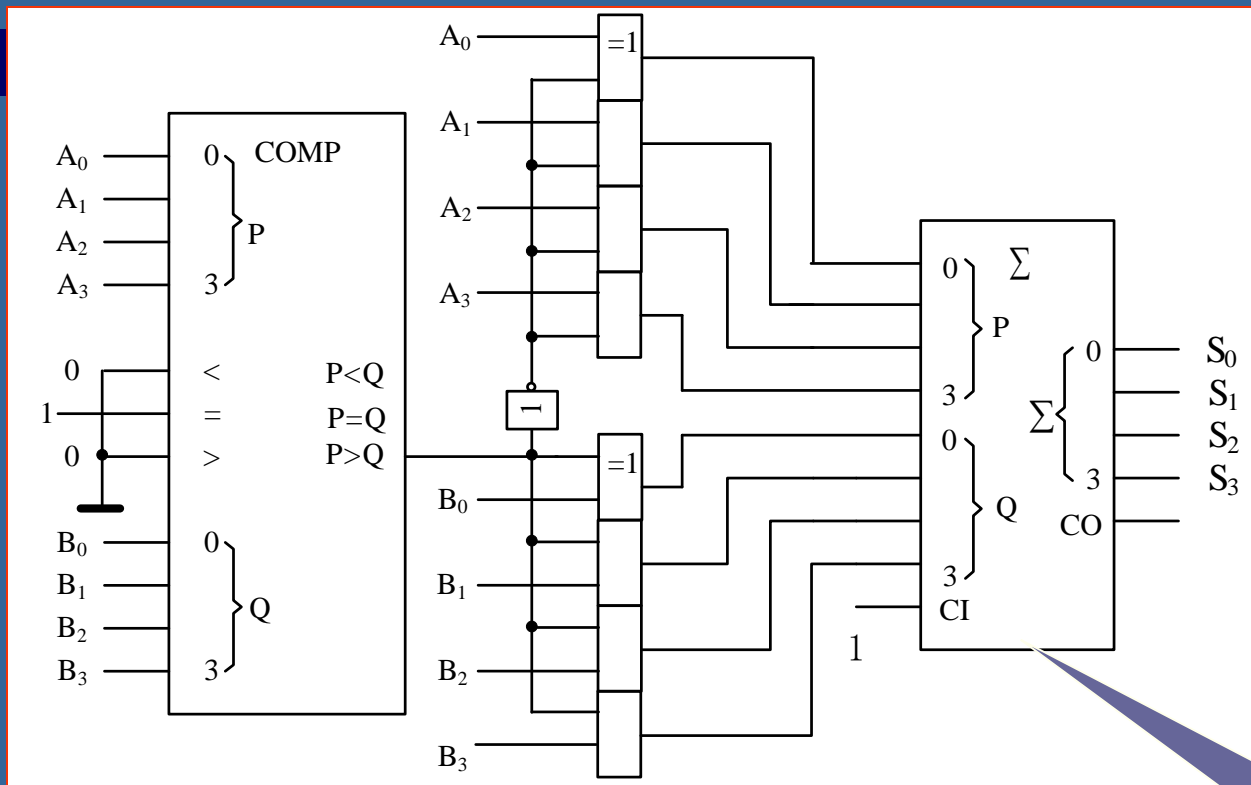 A₀
A₁
A₂
A₃
0
1
0
B₀
B₁
B₂
B₃
0
COMP
P
3
<
=
>
P<Q
P=Q
P>Q
0
Q
3
A₀
A₁
A₂
A₃
=1
1
=1
B₀
B₁
B₂
B₃
0
Σ
P
3
0
Q
3
CI
1
Σ
0
3
CO
S₀
S₁
S₂
S₃